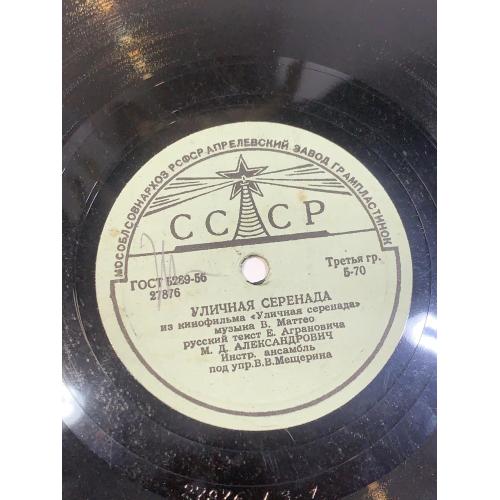 МОСОБЛСОВНАРХОЗ РСФСР АПРЕЛЕВСКИЙ ЗАВОД ГРАМПЛАСТИНОК
СССР
ГОСТ 5289-56
27876
Третья гр.
Б-70
УЛИЧНАЯ СЕРЕНАДА
из кинофильма «Уличная серенада»
музыка В. Маттео
русский текст Е. Аграновича
М. Д. АЛЕКСАНДРОВИЧ
Инстр. ансамбль
под упр. В. В. Мещерина